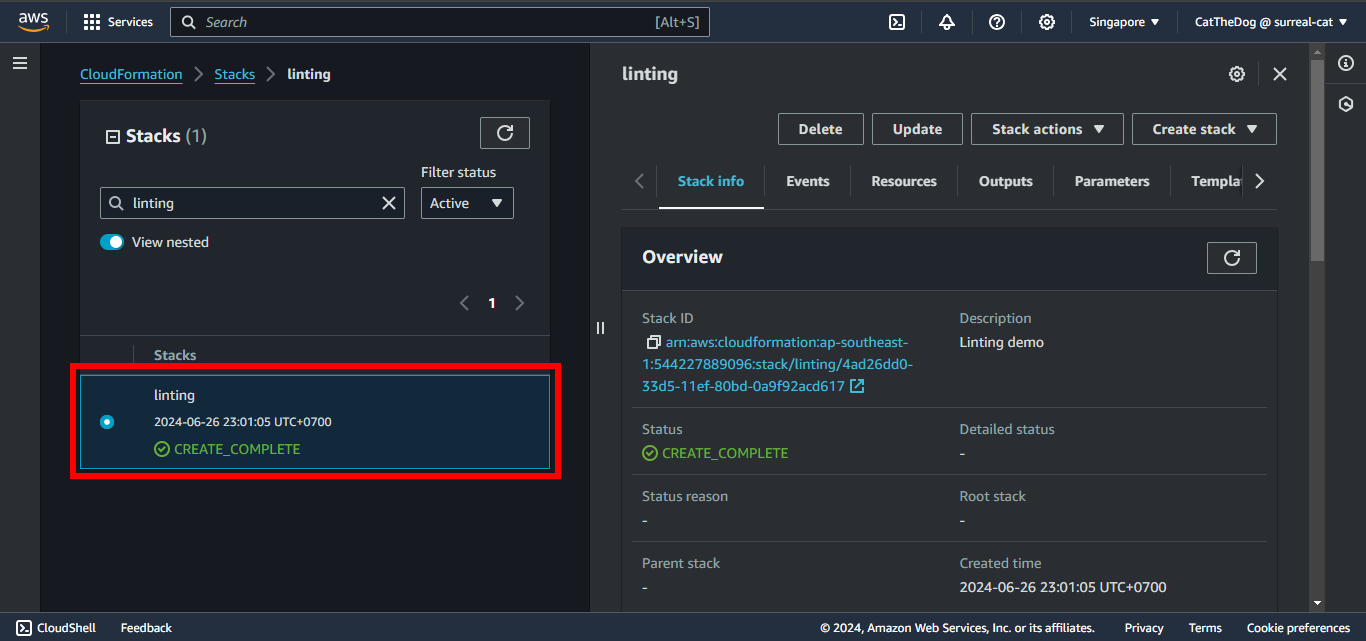 aws
Services
Search
[Alt+S]
Singapore
CatTheDog @ surreal-cat
CloudFormation
Stacks
linting
Stacks (1)
Filter status
linting
Active
View nested
1
Stacks
linting
2024-06-26 23:01:05 UTC+0700
CREATE_COMPLETE
linting
Delete
Update
Stack actions
Create stack
Stack info
Events
Resources
Outputs
Parameters
Templa
Overview
Stack ID
arn:aws:cloudformation:ap-southeast-
1:544227889096:stack/linting/4ad26dd0-
33d5-11ef-80bd-0a9f92acd617
Description
Linting demo
Status
CREATE_COMPLETE
Detailed status
-
Status reason
-
Root stack
-
Parent stack
-
Created time
2024-06-26 23:01:05 UTC+0700
CloudShell
Feedback
© 2024, Amazon Web Services, Inc. or its affiliates.
Privacy
Terms
Cookie preferences